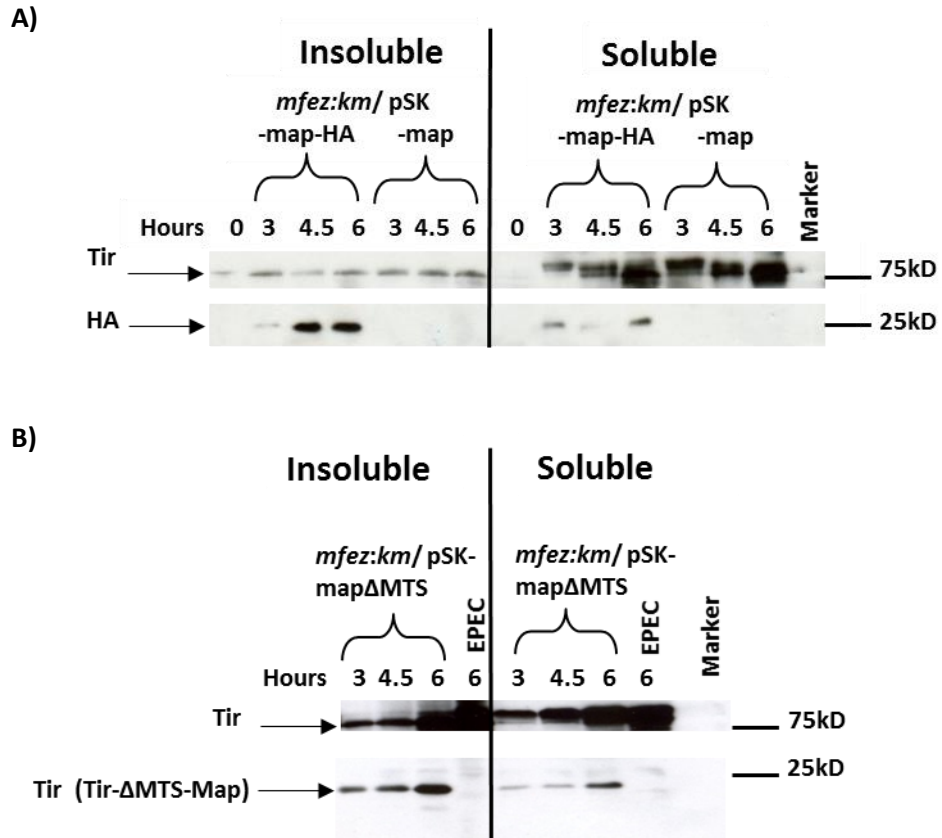 A)
Insoluble Soluble
mfez:km/ pSK mfez:km/ pSK
-map-HA -map -map-HA -map
Marker
Hours 0 3 4.5 6 3 4.5 6 0 3 4.5 6 3 4.5 6
Tir 75kD
HA 25kD
B)
Insoluble Soluble
mfez:km/ pSK- mfez:km/ pSK-
mapΔMTS mapΔMTS
EPEC EPEC Marker
Hours 3 4.5 6 6 3 4.5 6 6
Tir 75kD
25kD
Tir (Tir-ΔMTS-Map)